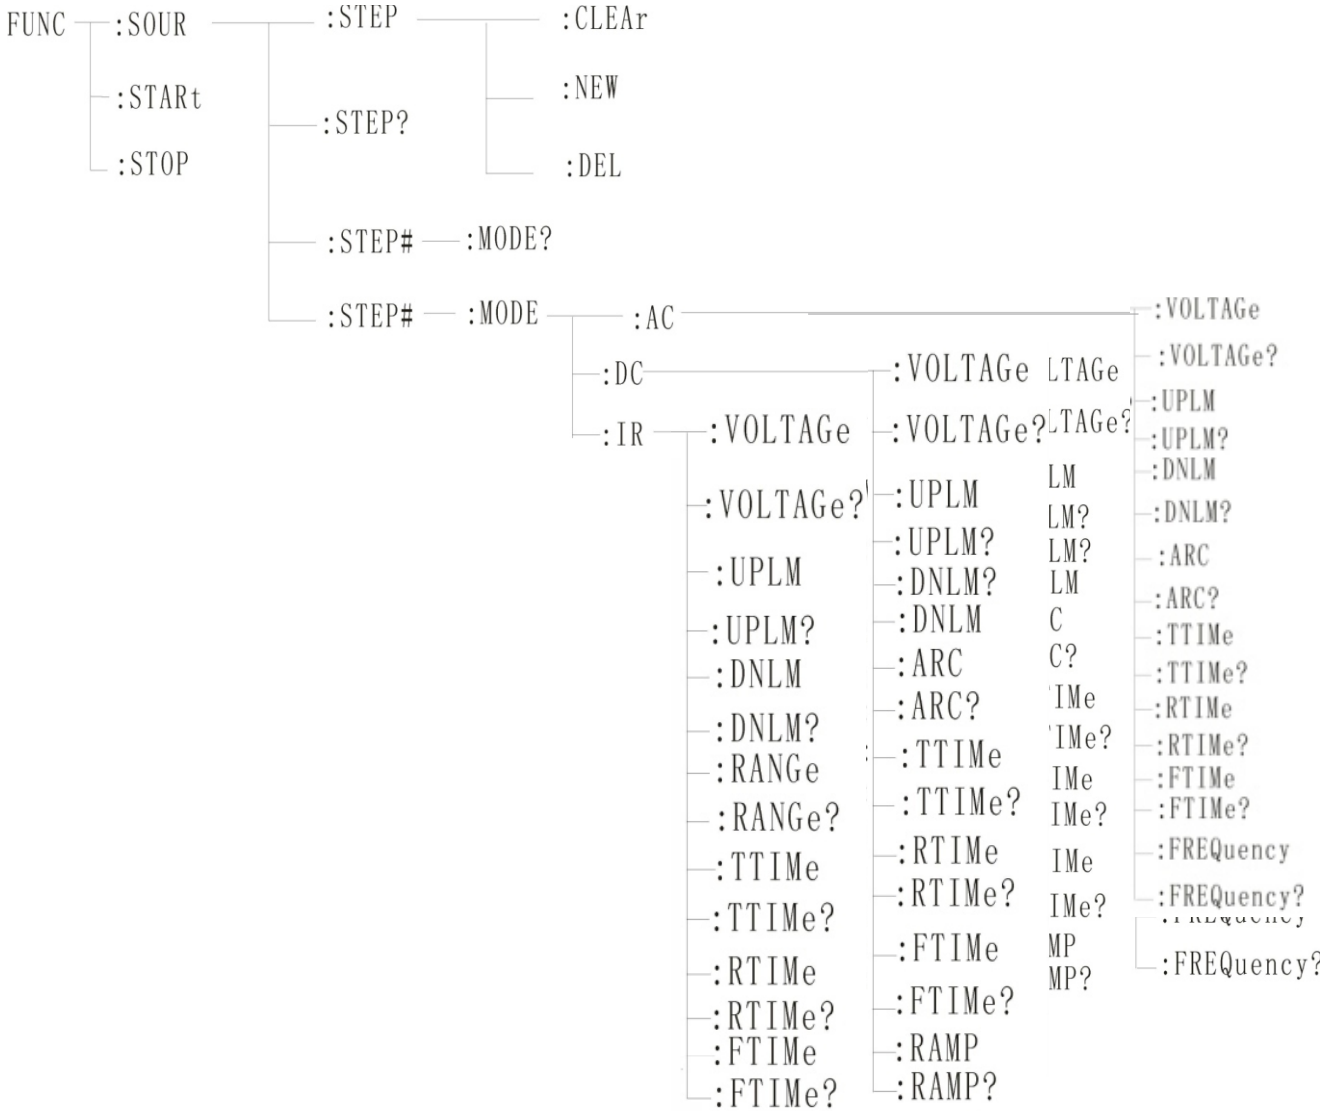 FUNC :SOUR :STEP :CLEAr
:NEW
:STARt
:STEP?
:STOP :DEL
:STEP# :MODE?
:STEP# :MODE :AC
:DC
:IR
:VOLTAGe
:VOLTAGe?
:UPLM
:UPLM?
:DNLM
:DNLM?
:RANGe
:RANGe?
:TTIMe
:TTIMe?
:RTIMe
:RTIMe?
:FTIMe
:FTIMe?
:VOLTAGe
:VOLTAGe?
:UPLM
:UPLM?
:DNLM?
:DNLM
:ARC
:ARC?
:TTIMe
:TTIMe?
:RTIMe
:RTIMe?
:FTIMe
:FTIMe?
:RAMP
:RAMP?
LTAGe
LTAGe?
LM
LM?
LM?
LM
C
C?
IMe
IMe?
IMe
IMe?
IMe
IMe?
MP
MP?
:VOLTAGe
:VOLTAGe?
:UPLM
:UPLM?
:DNLM
:DNLM?
:ARC
:ARC?
:TTIMe
:TTIMe?
:RTIMe
:RTIMe?
:FTIMe
:FTIMe?
:FREQuency
:FREQuency?
:FREQuency
:FREQuency?